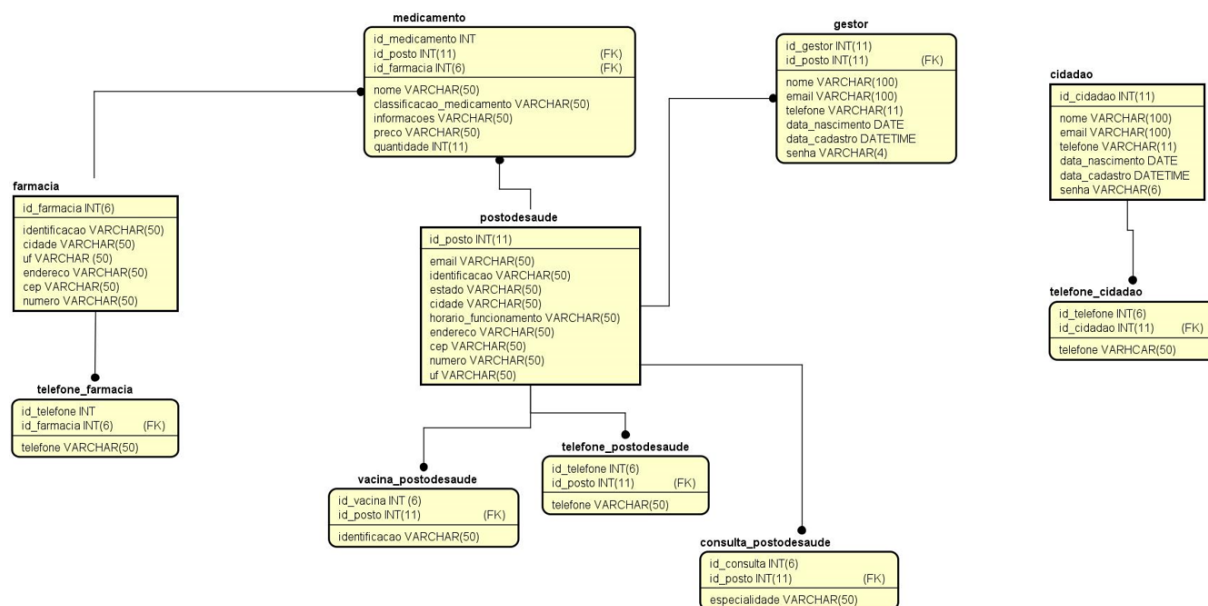 medicamento
id_medicamento INT
id_posto INT(11) (FK)
id_farmacia INT(6) (FK)
nome VARCHAR(50)
classificacao_medicamento VARCHAR(50)
informacoes VARCHAR(50)
preco VARCHAR(50)
quantidade INT(11)
gestor
id_gestor INT(11)
id_posto INT(11) (FK)
nome VARCHAR(100)
email VARCHAR(100)
telefone VARCHAR(11)
data_nascimento DATE
data_cadastro DATETIME
senha VARCHAR(4)
cidadao
id_cidadao INT(11)
nome VARCHAR(100)
email VARCHAR(100)
telefone VARCHAR(11)
data_nascimento DATE
data_cadastro DATETIME
senha VARCHAR(6)
farmacia
id_farmacia INT(6)
identificacao VARCHAR(50)
cidade VARCHAR(50)
uf VARCHAR (50)
endereco VARCHAR(50)
cep VARCHAR(50)
numero VARCHAR(50)
postodesaude
id_posto INT(11)
email VARCHAR(50)
identificacao VARCHAR(50)
estado VARCHAR(50)
cidade VARCHAR(50)
horario_funcionamento VARCHAR(50)
endereco VARCHAR(50)
cep VARCHAR(50)
numero VARCHAR(50)
uf VARCHAR(50)
telefone_cidadao
id_telefone INT(6)
id_cidadao INT(11) (FK)
telefone VARHCAR(50)
telefone_farmacia
id_telefone INT
id_farmacia INT(6) (FK)
telefone VARCHAR(50)
telefone_postodesaude
id_telefone INT(6)
id_posto INT(11) (FK)
telefone VARCHAR(50)
vacina_postodesaude
id_vacina INT (6)
id_posto INT(11) (FK)
identificacao VARCHAR(50)
consulta_postodesaude
id_consulta INT(6)
id_posto INT(11) (FK)
especialidade VARCHAR(50)